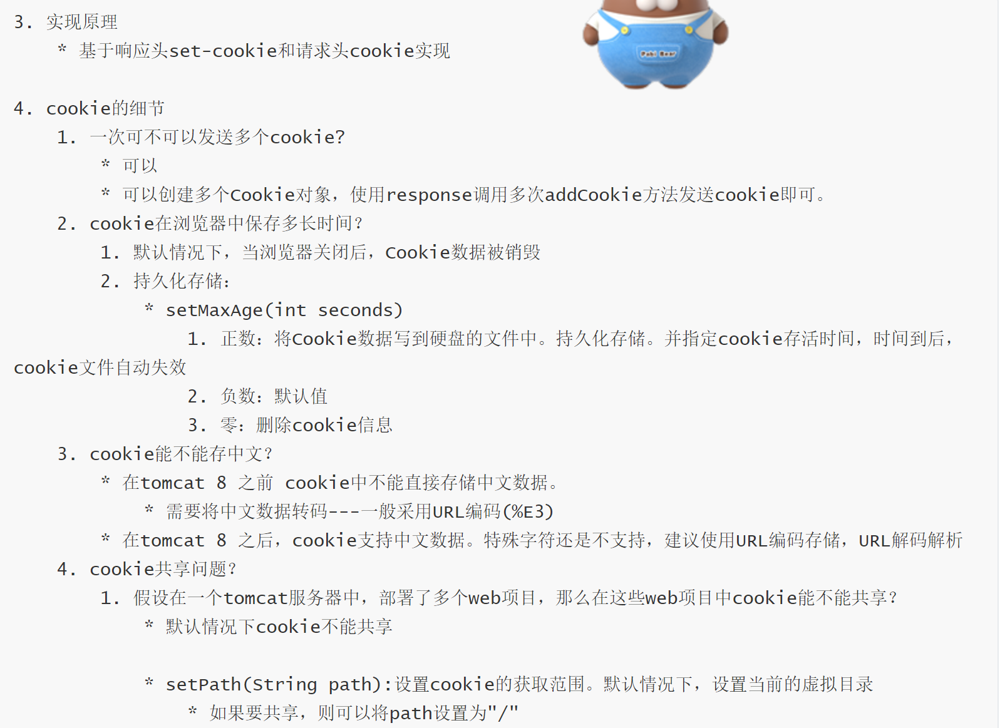 3. 实现原理
* 基于响应头set-cookie和请求头cookie实现
Pabi Bear
4. cookie的细节
1. 一次可不可以发送多个cookie?
* 可以
* 可以创建多个Cookie对象，使用response调用多次addCookie方法发送cookie即可。
2. cookie在浏览器中保存多长时间？
1. 默认情况下，当浏览器关闭后，Cookie数据被销毁
2. 持久化存储：
* setMaxAge(int seconds)
1. 正数：将Cookie数据写到硬盘的文件中。持久化存储。并指定cookie存活时间，时间到后，
cookie文件自动失效
2. 负数：默认值
3. 零：删除cookie信息
3. cookie能不能存中文？
* 在tomcat 8 之前 cookie中不能直接存储中文数据。
* 需要将中文数据转码---一般采用URL编码(%E3)
* 在tomcat 8 之后，cookie支持中文数据。特殊字符还是不支持，建议使用URL编码存储，URL解码解析
4. cookie共享问题？
1. 假设在一个tomcat服务器中，部署了多个web项目，那么在这些web项目中cookie能不能共享？
* 默认情况下cookie不能共享
* setPath(String path):设置cookie的获取范围。默认情况下，设置当前的虚拟目录
* 如果要共享，则可以将path设置为"/"